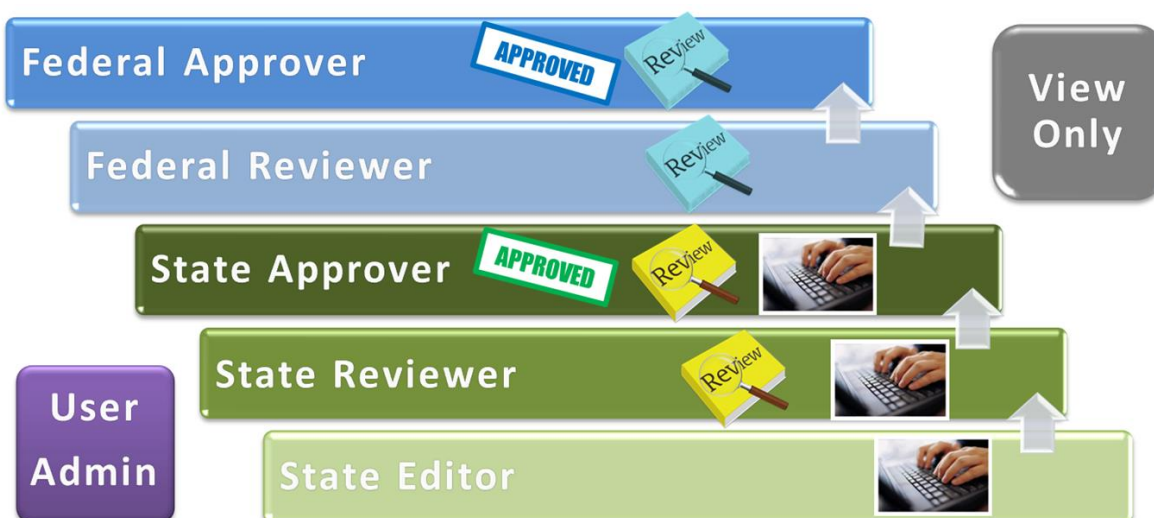 Federal Approver
APPROVED
Review
View
Only
Federal Reviewer
Review
State Approver
APPROVED
Review
State Reviewer
Review
User
Admin
State Editor